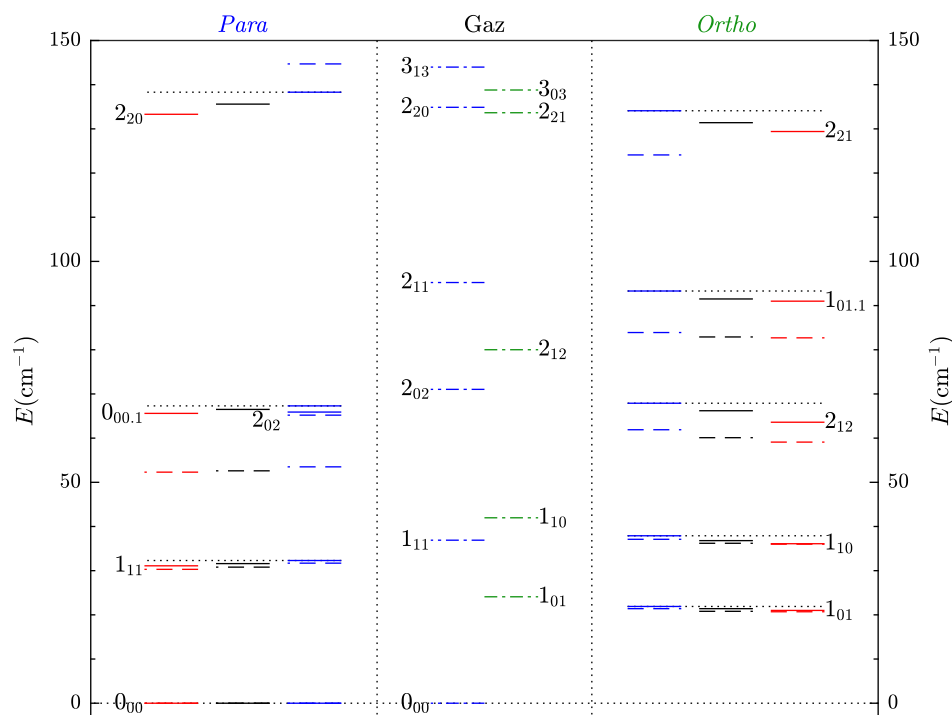 Para Gaz Ortho
150 150
3₁₃
3₀₃
2₂₀ 2₂₀ 2₂₁ 2₂₁
100 100
2₁₁ 1₀₁.₁
2₁₂
E(cm⁻¹) E(cm⁻¹)
2₀₂
0₀₀.₁ 2₀₂ 2₁₂
50 50
1₁₀
1₁₁ 1₁₁ 1₁₀
1₀₁ 1₀₁
0 0₀₀ 0₀₀ 0